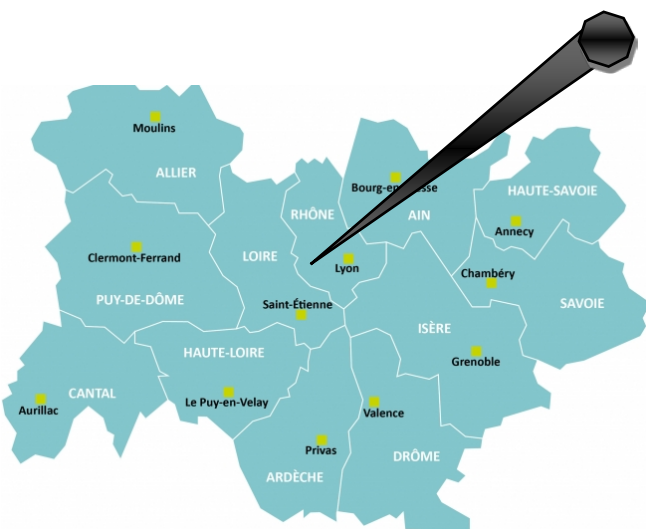 Moulins
ALLIER
Bourg-en-Bresse
HAUTE-SAVOIE
RHÔNE
AIN
Annecy
Clermont-Ferrand
LOIRE
Lyon
Chambéry
PUY-DE-DÔME
Saint-Étienne
SAVOIE
ISÈRE
HAUTE-LOIRE
Grenoble
CANTAL
Aurillac
Le Puy-en-Velay
Valence
Privas
DRÔME
ARDÈCHE